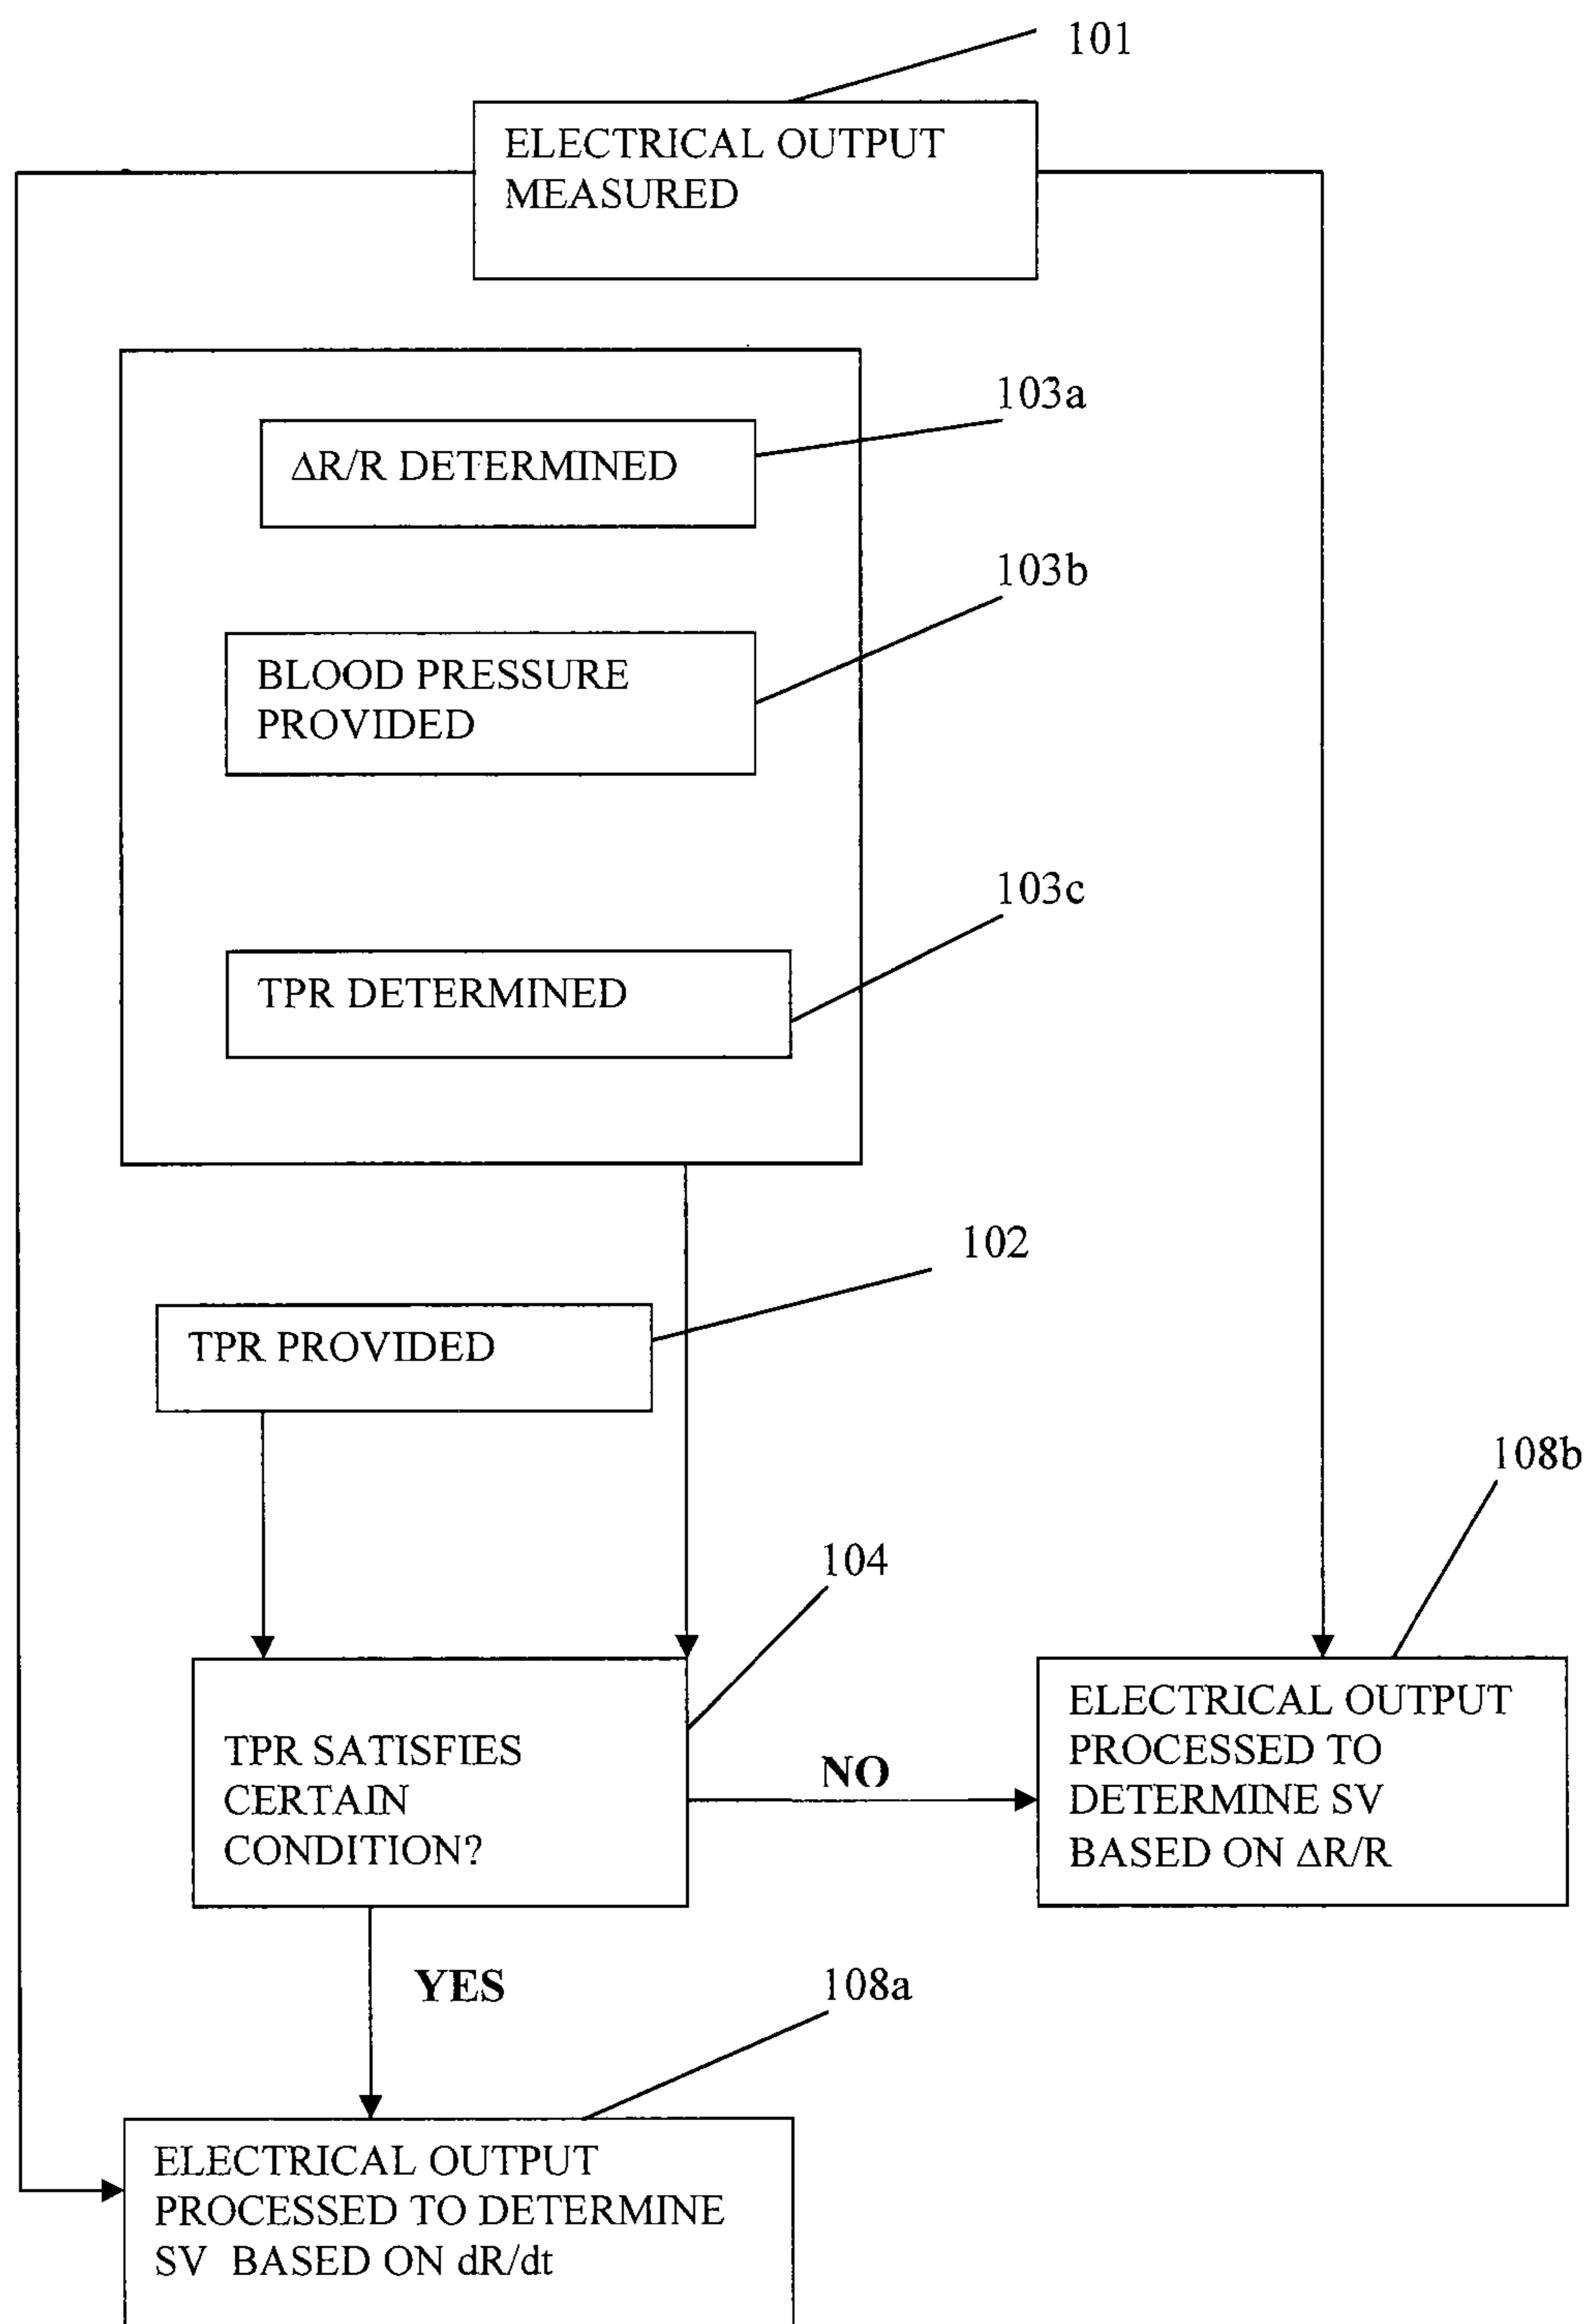 101
ELECTRICAL OUTPUT
MEASURED
103a
ΔR/R DETERMINED
103b
BLOOD PRESSURE
PROVIDED
103c
TPR DETERMINED
102
TPR PROVIDED
108b
104
ELECTRICAL OUTPUT
PROCESSED TO
DETERMINE SV
BASED ON ΔR/R
TPR SATISFIES
CERTAIN
CONDITION?
NO
YES
108a
ELECTRICAL OUTPUT
PROCESSED TO DETERMINE
SV BASED ON dR/dt